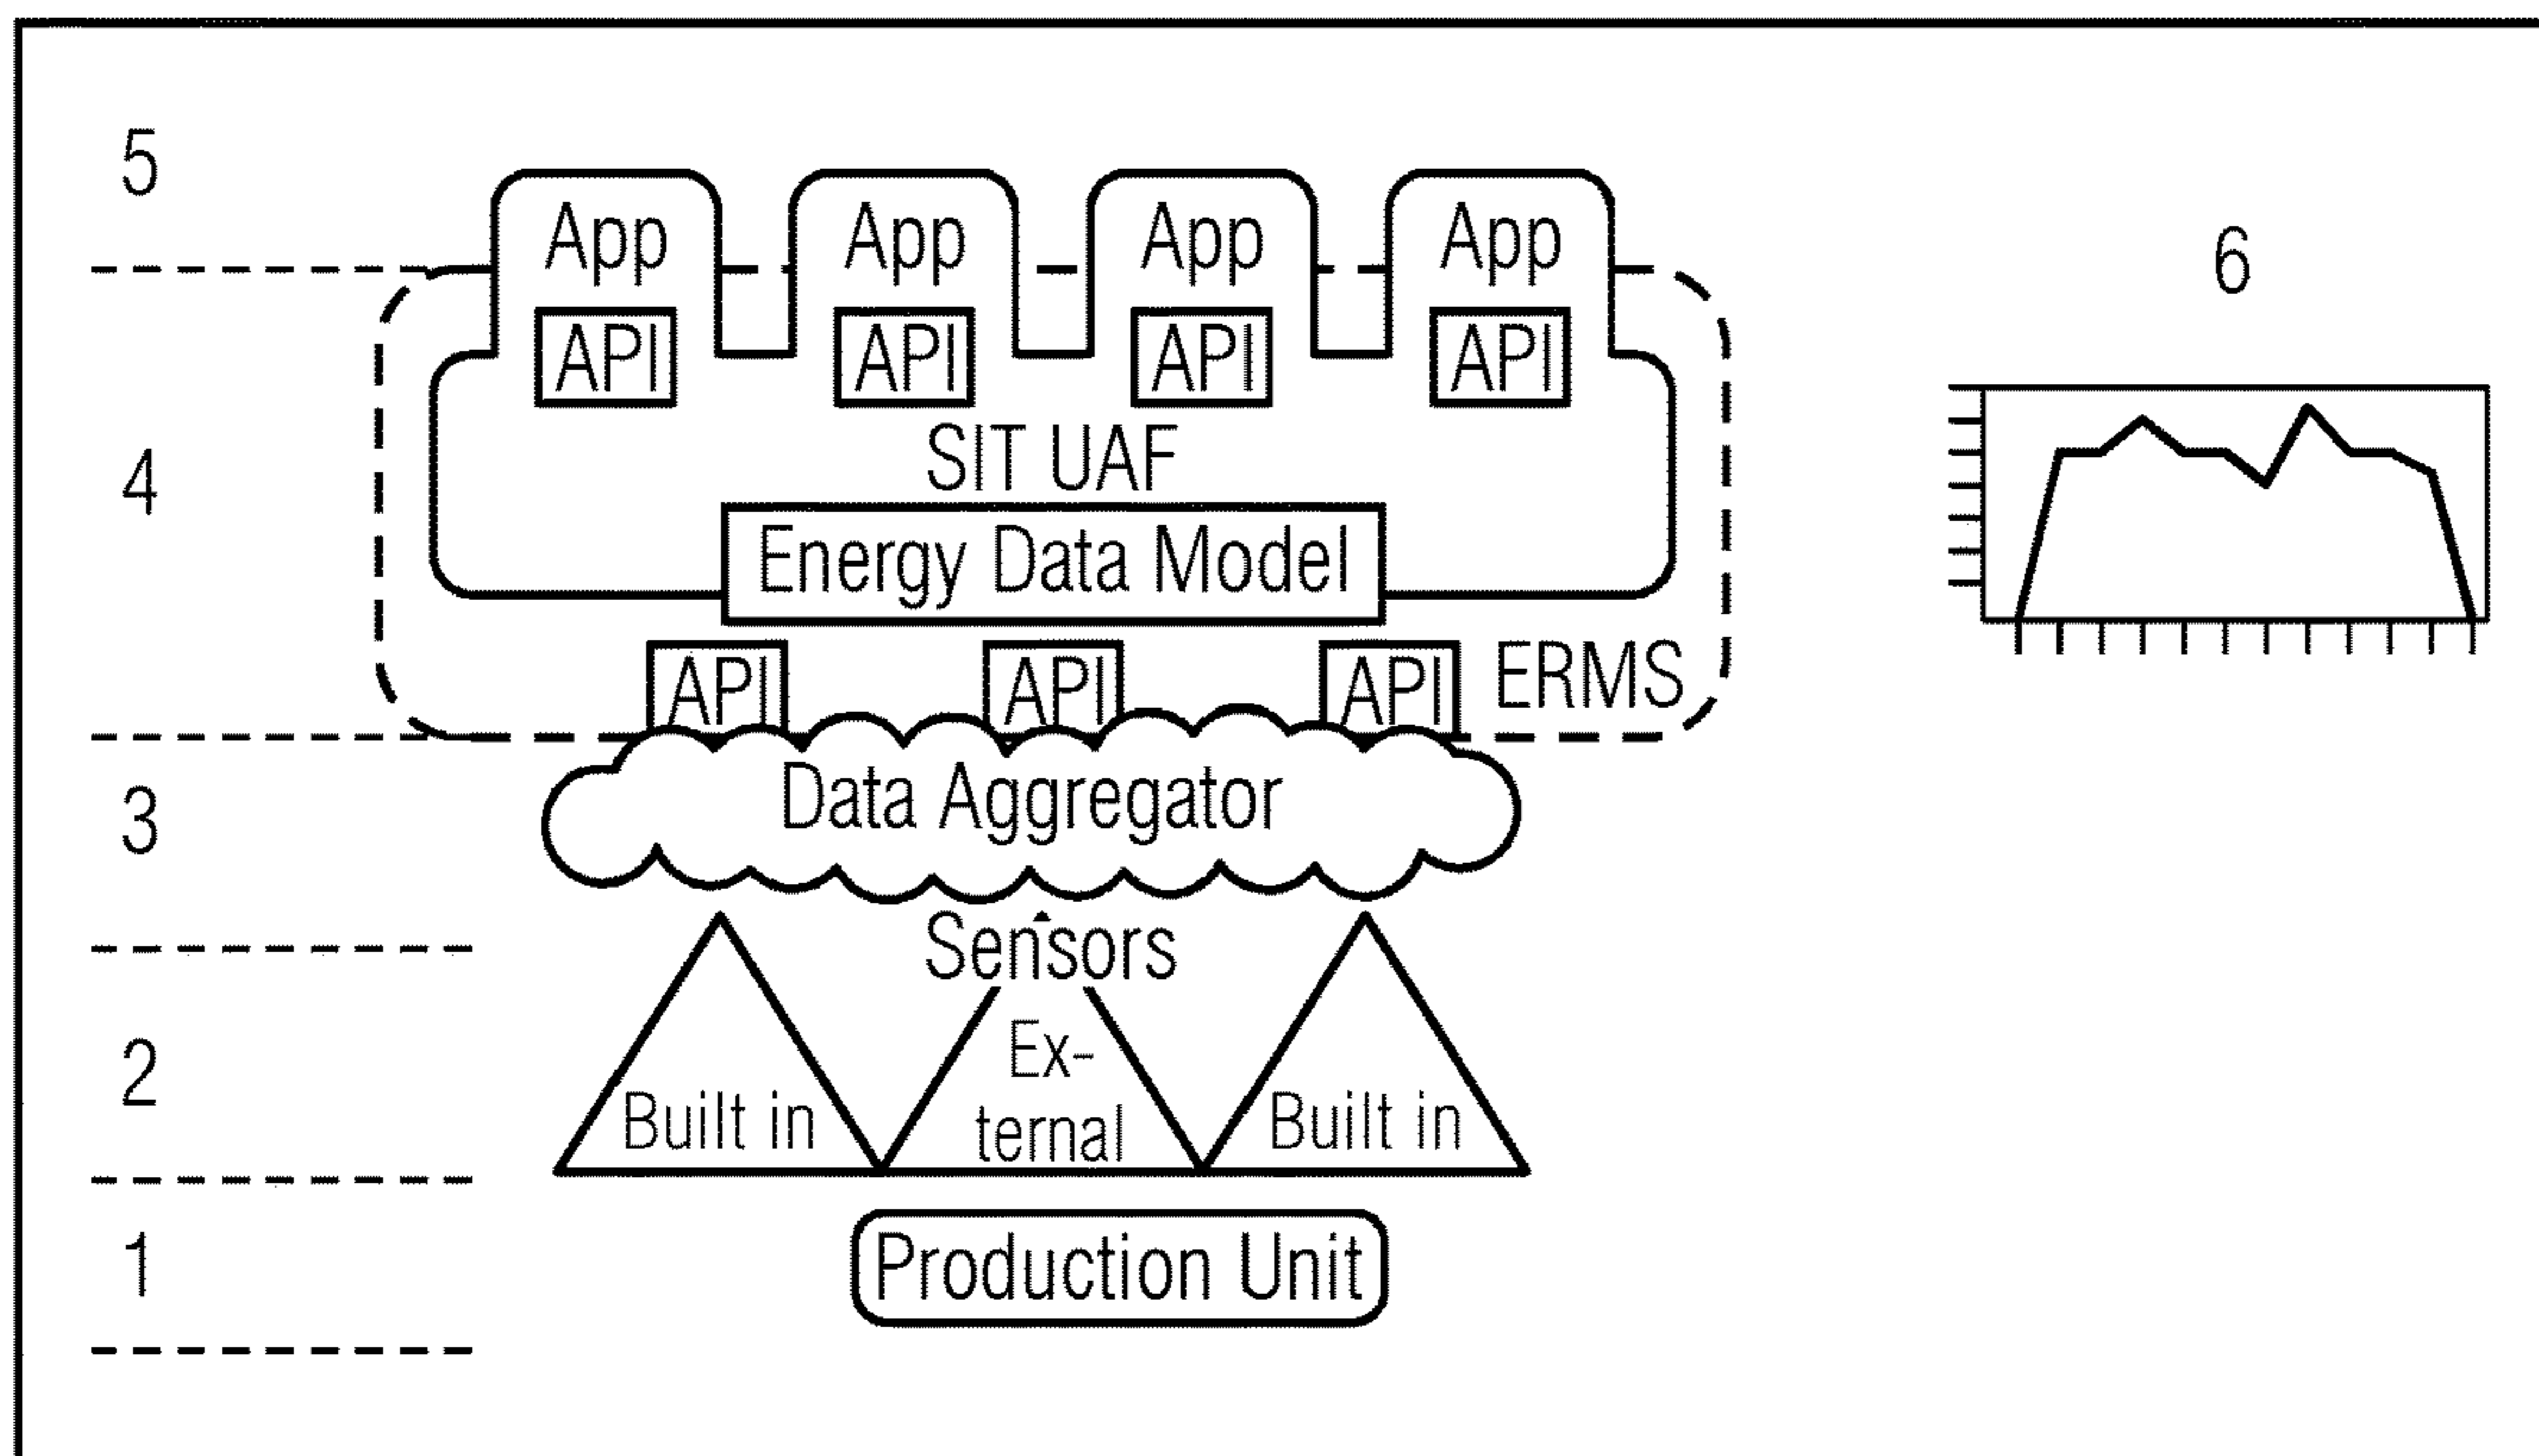 5
App App App App
6
API API API API
SIT UAF
4
Energy Data Model
API API API ERMS
3
Data Aggregator
Sensors
2
Ex-
Built in ternal Built in
1
Production Unit